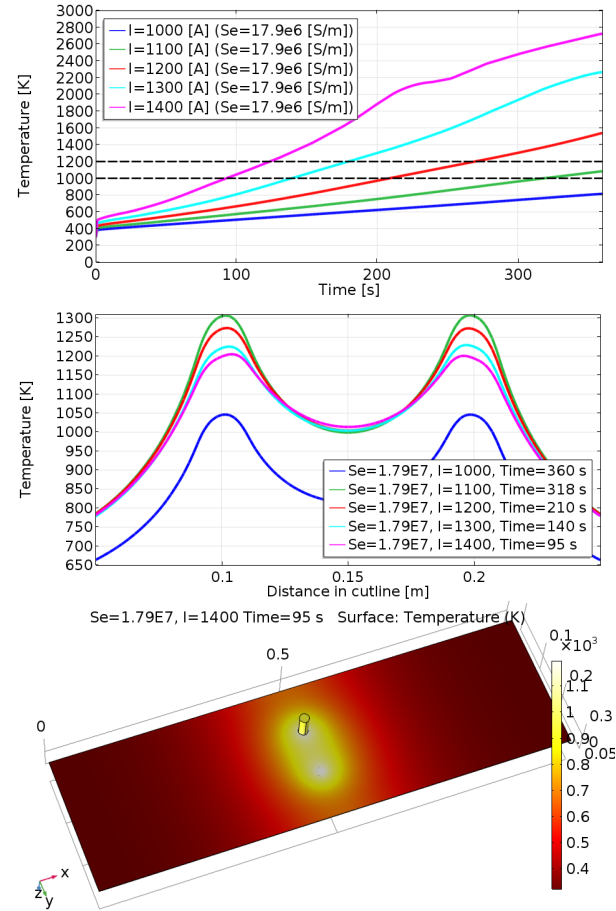 3000
2800
2600
2400
2200
2000
1800
1600
1400
1200
1000
800
600
400
200
0
Temperature [K]
I=1000 [A] (Se=17.9e6 [S/m])
I=1100 [A] (Se=17.9e6 [S/m])
I=1200 [A] (Se=17.9e6 [S/m])
I=1300 [A] (Se=17.9e6 [S/m])
I=1400 [A] (Se=17.9e6 [S/m])
0 100 200 300
Time [s]
1300
1250
1200
1150
1100
1050
1000
950
900
850
800
750
700
650
Temperature [K]
Se=1.79E7, I=1000, Time=360 s
Se=1.79E7, I=1100, Time=318 s
Se=1.79E7, I=1200, Time=210 s
Se=1.79E7, I=1300, Time=140 s
Se=1.79E7, I=1400, Time=95 s
0.1 0.15 0.2
Distance in cutline [m]
Se=1.79E7, I=1400 Time=95 s Surface: Temperature (K)
0
0.5
0.1
0.3
0.05
0
×10³
1.2
1.1
1
0.9
0.8
0.7
0.6
0.5
0.4
x
y
z